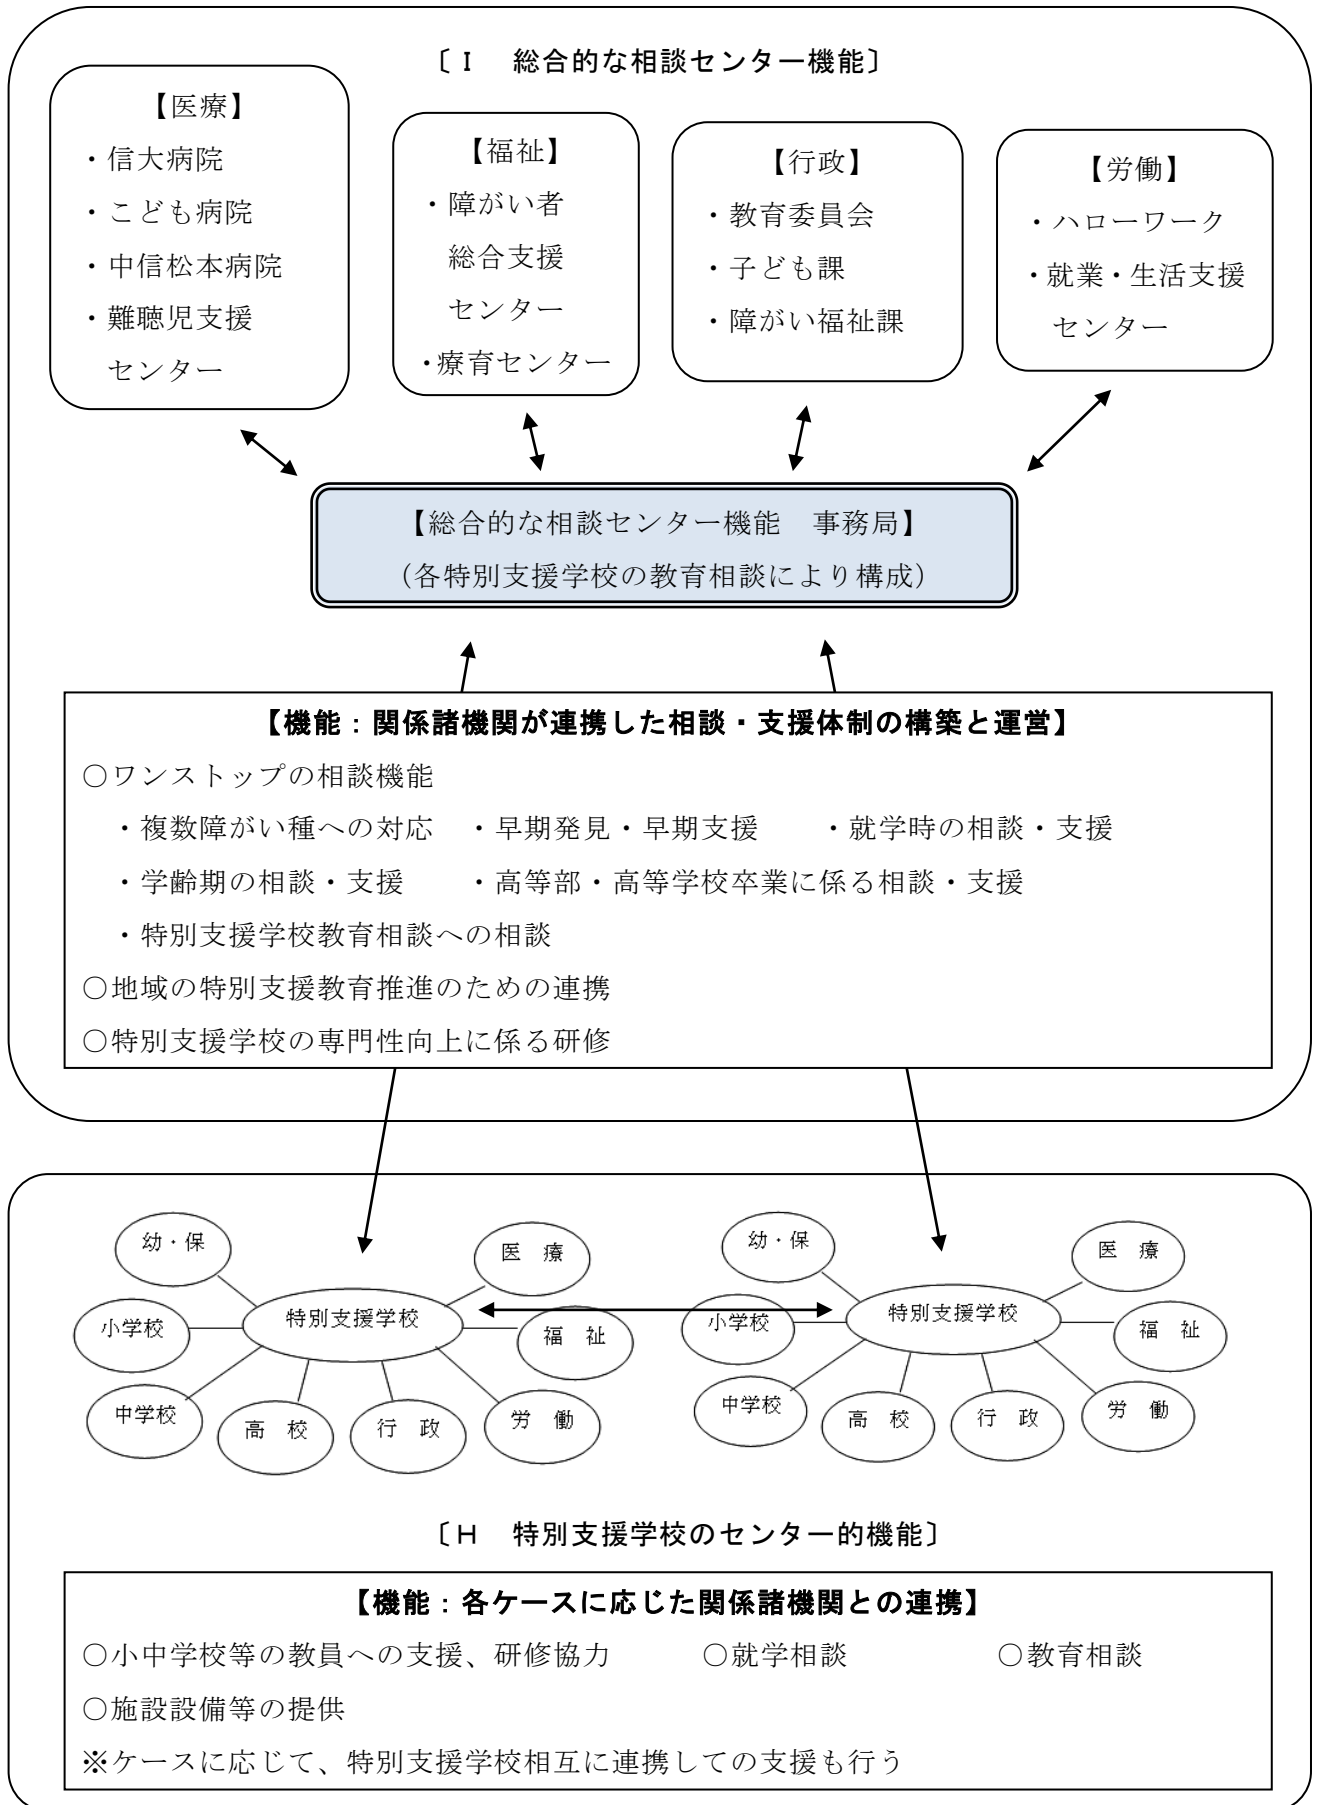 〔Ⅰ　総合的な相談センター機能〕
【医療】
・信大病院
・こども病院
・中信松本病院
・難聴児支援
センター
【福祉】
・障がい者
総合支援
センター
・療育センター
【行政】
・教育委員会
・子ども課
・障がい福祉課
【労働】
・ハローワーク
・就業・生活支援
センター
【総合的な相談センター機能　事務局】
（各特別支援学校の教育相談により構成）
【機能：関係諸機関が連携した相談・支援体制の構築と運営】
○ワンストップの相談機能
・複数障がい種への対応　・早期発見・早期支援　　・就学時の相談・支援
・学齢期の相談・支援　　・高等部・高等学校卒業に係る相談・支援
・特別支援学校教育相談への相談
○地域の特別支援教育推進のための連携
○特別支援学校の専門性向上に係る研修
幼・保
医　療
小学校
特別支援学校
福　祉
中学校
高　校
行　政
労　働
幼・保
医　療
小学校
特別支援学校
福　祉
中学校
高　校
行　政
労　働
〔Ｈ　特別支援学校のセンター的機能〕
【機能：各ケースに応じた関係諸機関との連携】
○小中学校等の教員への支援、研修協力　　　○就学相談　　　　　○教育相談
○施設設備等の提供
※ケースに応じて、特別支援学校相互に連携しての支援も行う